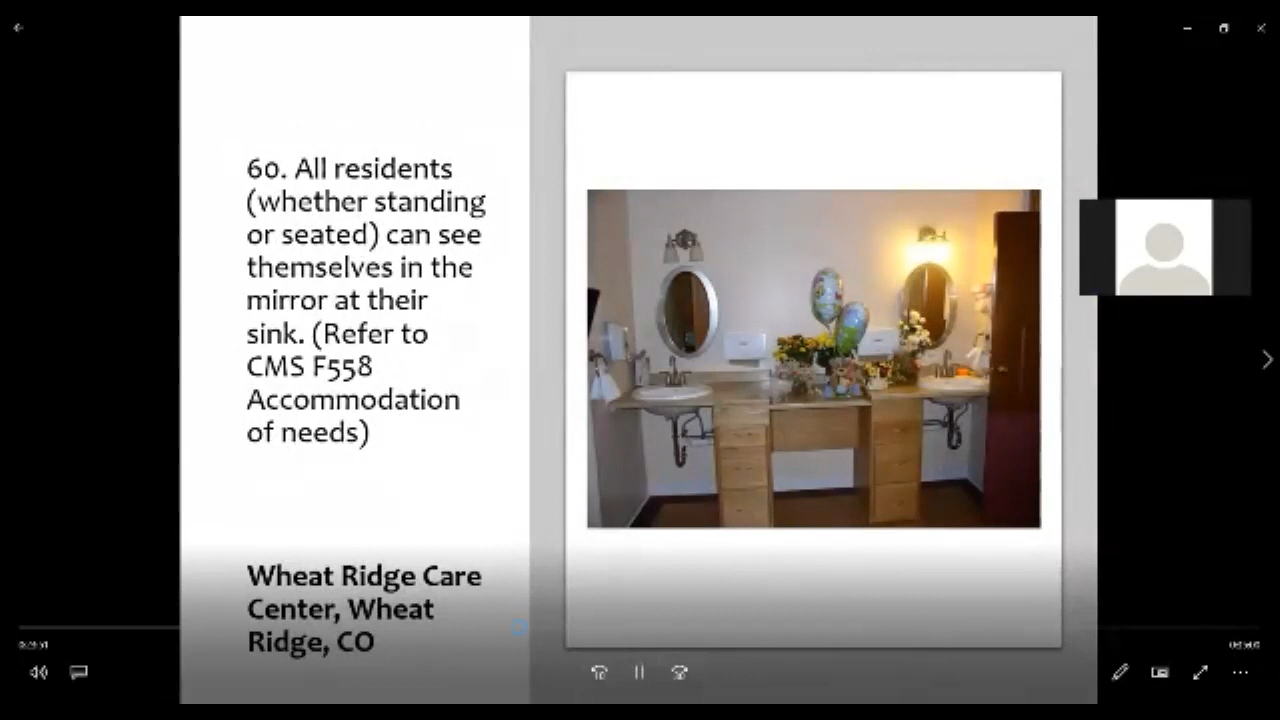 60. All residents
(whether standing
or seated) can see
themselves in the
mirror at their
sink. (Refer to
CMS F558
Accommodation
of needs)
Wheat Ridge Care
Center, Wheat
Ridge, CO